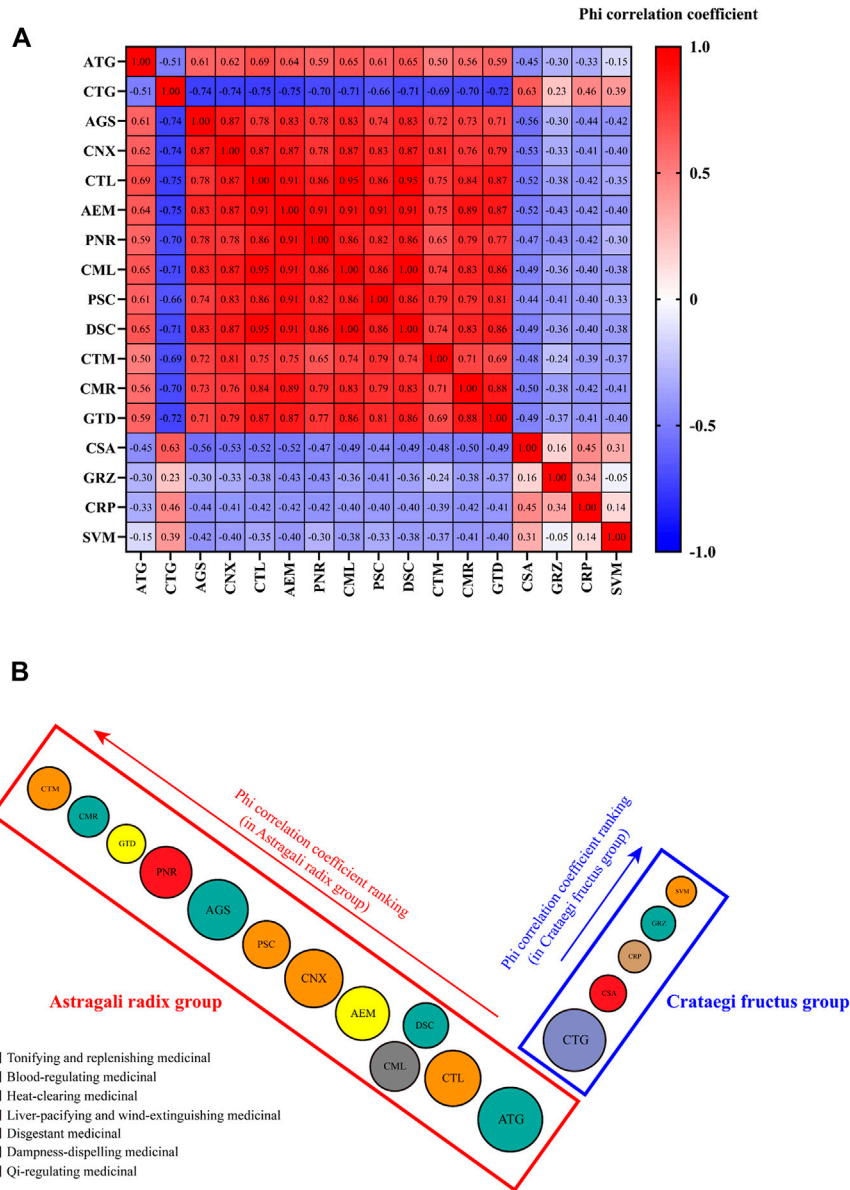 Phi correlation coefficient
A
ATG 1.00 -0.51 0.61 0.62 0.69 0.64 0.59 0.65 0.61 0.65 0.50 0.56 0.59 -0.45 -0.30 -0.33 -0.15
CTG -0.51 1.00 -0.74 -0.74 -0.75 -0.75 -0.70 -0.71 -0.66 -0.71 -0.69 -0.70 -0.72 0.63 0.23 0.46 0.39
AGS 0.61 -0.74 1.00 0.87 0.78 0.83 0.78 0.83 0.74 0.83 0.72 0.73 0.71 -0.56 -0.30 -0.44 -0.42
CNX 0.62 -0.74 0.87 1.00 0.87 0.87 0.78 0.87 0.83 0.87 0.81 0.76 0.79 -0.53 -0.33 -0.41 -0.40
CTL 0.69 -0.75 0.78 0.87 1.00 0.91 0.86 0.95 0.86 0.95 0.75 0.84 0.87 -0.52 -0.38 -0.42 -0.35
AEM 0.64 -0.75 0.83 0.87 0.91 1.00 0.91 0.91 0.91 0.91 0.75 0.89 0.87 -0.52 -0.43 -0.42 -0.40
PNR 0.59 -0.70 0.78 0.78 0.86 0.91 1.00 0.86 0.82 0.86 0.65 0.79 0.77 -0.47 -0.43 -0.42 -0.30
CML 0.65 -0.71 0.83 0.87 0.95 0.91 0.86 1.00 0.86 1.00 0.74 0.83 0.86 -0.49 -0.36 -0.40 -0.38
PSC 0.61 -0.66 0.74 0.83 0.86 0.91 0.82 0.86 1.00 0.86 0.79 0.79 0.81 -0.44 -0.41 -0.40 -0.33
DSC 0.65 -0.71 0.83 0.87 0.95 0.91 0.86 1.00 0.86 1.00 0.74 0.83 0.86 -0.49 -0.36 -0.40 -0.38
CTM 0.50 -0.69 0.72 0.81 0.75 0.75 0.65 0.74 0.79 0.74 1.00 0.71 0.69 -0.48 -0.24 -0.39 -0.37
CMR 0.56 -0.70 0.73 0.76 0.84 0.89 0.79 0.83 0.79 0.83 0.71 1.00 0.88 -0.50 -0.38 -0.42 -0.41
GTD 0.59 -0.72 0.71 0.79 0.87 0.87 0.77 0.86 0.81 0.86 0.69 0.88 1.00 -0.49 -0.37 -0.41 -0.40
CSA -0.45 0.63 -0.56 -0.53 -0.52 -0.52 -0.47 -0.49 -0.44 -0.49 -0.48 -0.50 -0.49 1.00 0.16 0.45 0.31
GRZ -0.30 0.23 -0.30 -0.33 -0.38 -0.43 -0.43 -0.36 -0.41 -0.36 -0.24 -0.38 -0.37 0.16 1.00 0.34 -0.05
CRP -0.33 0.46 -0.44 -0.41 -0.42 -0.42 -0.42 -0.40 -0.40 -0.40 -0.39 -0.42 -0.41 0.45 0.34 1.00 0.14
SVM -0.15 0.39 -0.42 -0.40 -0.35 -0.40 -0.30 -0.38 -0.33 -0.38 -0.37 -0.41 -0.40 0.31 -0.05 0.14 1.00
ATG CTG AGS CNX CTL AEM PNR CML PSC DSC CTM CMR GTD CSA GRZ CRP SVM
1.0
0.5
0
-0.5
-1.0
B
CTM
CMR
GTD
PNR
AGS
PSC
CNX
AEM
DSC
CML
CTL
ATG
Phi correlation coefficient ranking
(in Astragali radix group)
Astragali radix group
Phi correlation coefficient ranking
(in Crataegi fructus group)
SVM
GRZ
CRP
CSA
CTG
Crataegi fructus group
Tonifying and replenishing medicinal
Blood-regulating medicinal
Heat-clearing medicinal
Liver-pacifying and wind-extinguishing medicinal
Disgestant medicinal
Dampness-dispelling medicinal
Qi-regulating medicinal